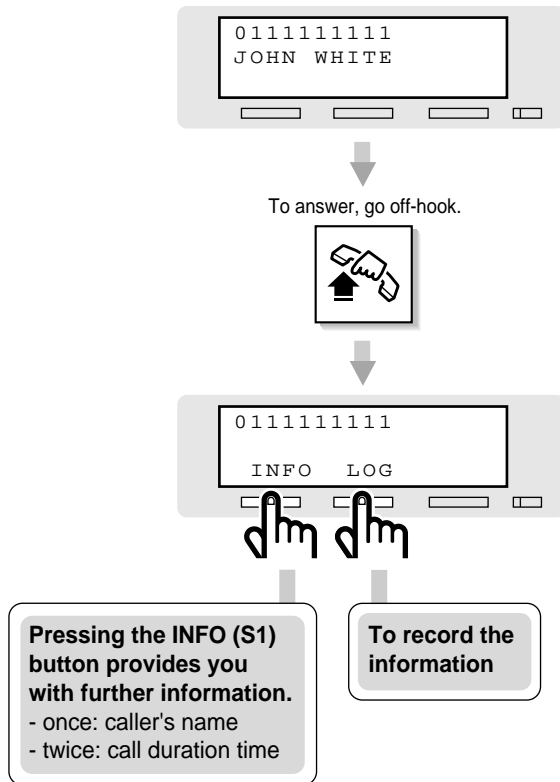 0111111111
JOHN WHITE
To answer, go off-hook.
0111111111
INFO LOG
Pressing the INFO (S1)
button provides you
with further information.
- once: caller's name
- twice: call duration time
To record the
information